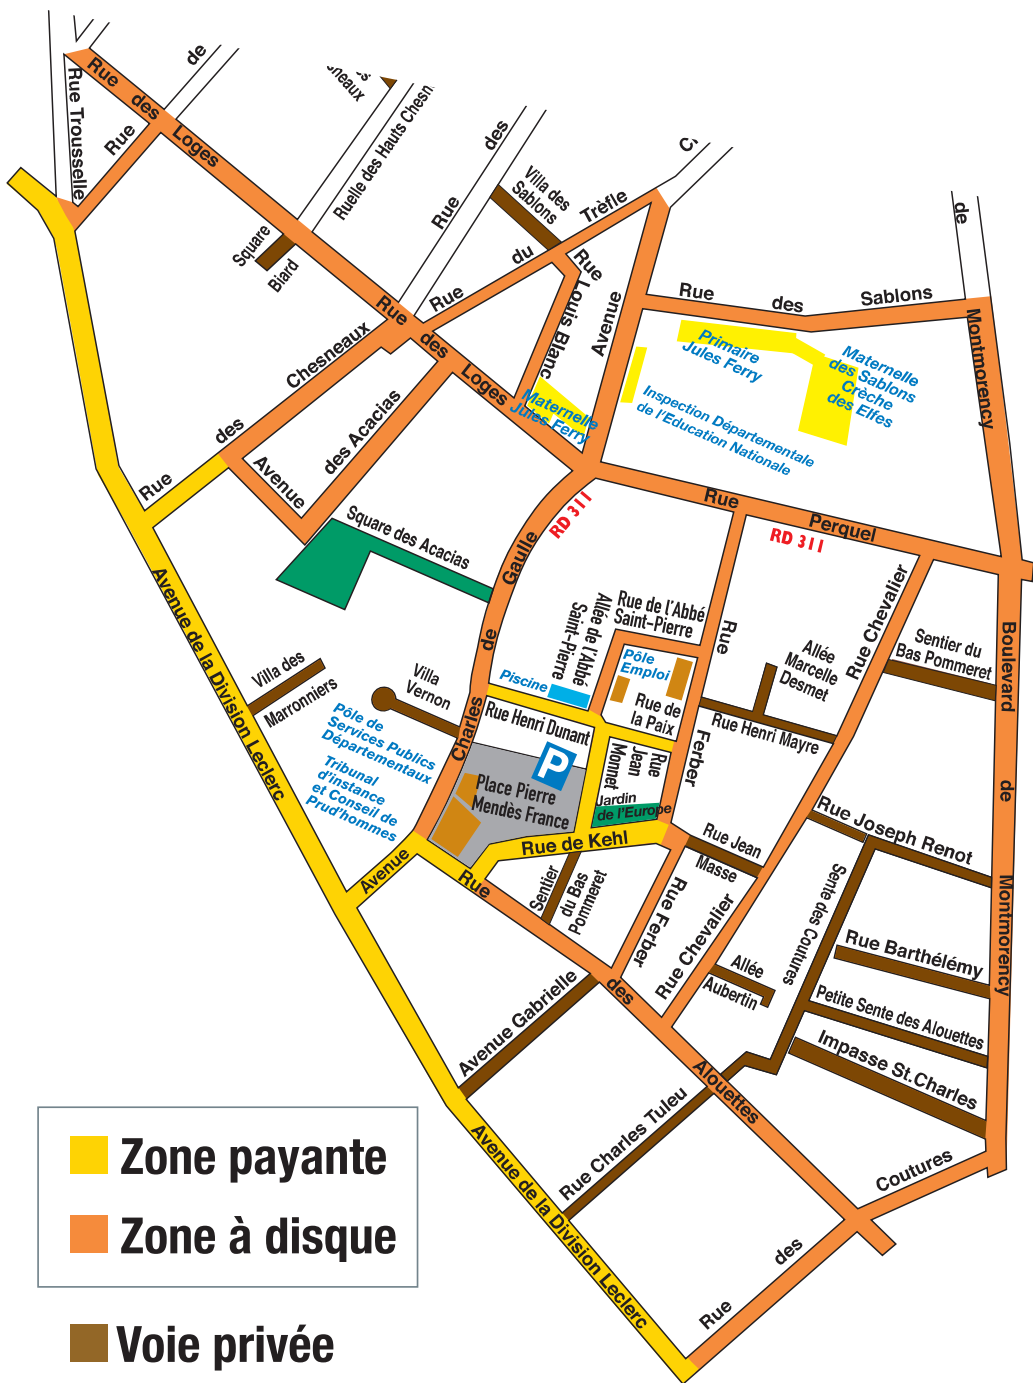 Rue Trousselle
Rue des Loges
Rue de
Ruelle des Hauts Chesn
Square
Biard
Rue des
Villa des
Sablons
Rue du Trèfle
Rue Louis Blanc
Avenue
Rue des Sablons
de
Montmorency
Primaire
Jules Ferry
Maternelle
des Sablons
Crèche
des Elfes
Inspection Départementale
de l'Education Nationale
Maternelle
Jules Ferry
Rue des Loges
Rue des Chesneaux
Avenue des Acacias
Square des Acacias
RD 311
Rue Perquel
RD 311
Charles de Gaulle
Avenue de la Division Leclerc
Villa des
Marronniers
Villa
Vernon
Pôle de
Services Publics
Départementaux
Tribunal
d'instance
et Conseil de
Prud'hommes
Piscine
Allée de l'Abbé
Saint-Pierre
Rue de l'Abbé
Saint-Pierre
Pôle
Emploi
Rue de
la Paix
Rue Henri Dunant
P
Place Pierre
Mendès France
Rue
Jean
Monnet
Jardin
de l'Europe
Rue de Kehl
Rue Ferber
Allée
Marcelle
Desmet
Rue Henri Mayre
Rue Chevalier
Sentier du
Bas Pommeret
Boulevard de Montmorency
Rue Joseph Renot
Rue Jean
Masse
Sente des Coutures
Rue Barthélémy
Petite Sente des Alouettes
Impasse St.Charles
Allée
Aubertin
Rue Chevalier
Rue Ferber
Sentier
du Bas
Pommeret
Avenue
Rue des Alouettes
Avenue Gabrielle
Rue Charles Tuleu
Avenue de la Division Leclerc
Rue des Coutures
Zone payante
Zone à disque
Voie privée